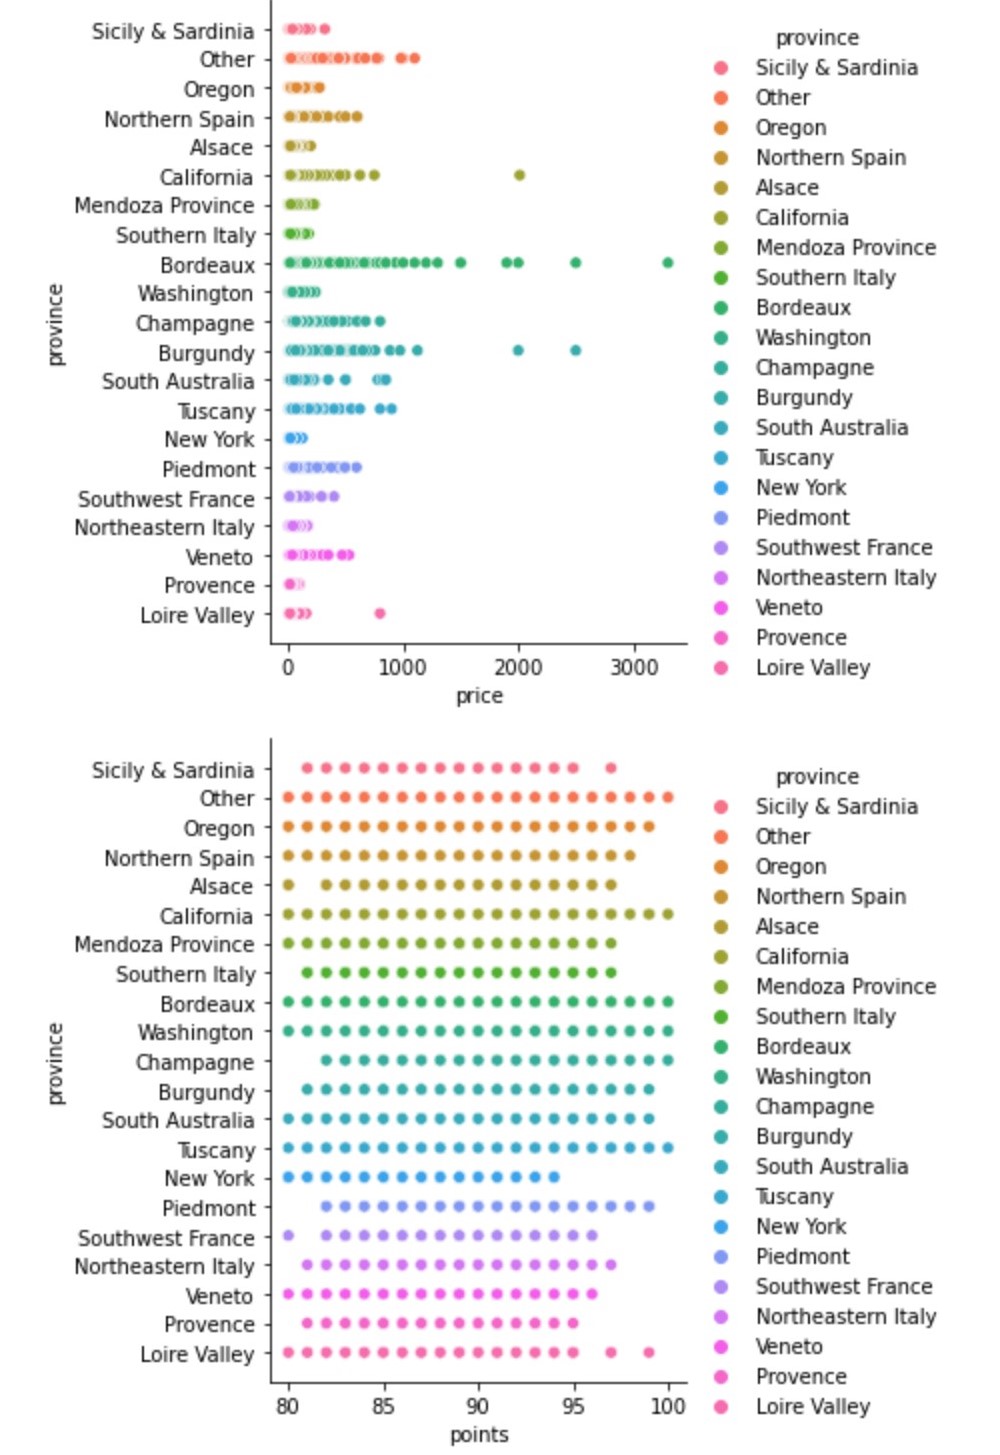 Sicily & Sardinia
Other
Oregon
Northern Spain
Alsace
California
Mendoza Province
Southern Italy
Bordeaux
Washington
Champagne
Burgundy
South Australia
Tuscany
New York
Piedmont
Southwest France
Northeastern Italy
Veneto
Provence
Loire Valley
province
0 1000 2000 3000
price
province
Sicily & Sardinia
Other
Oregon
Northern Spain
Alsace
California
Mendoza Province
Southern Italy
Bordeaux
Washington
Champagne
Burgundy
South Australia
Tuscany
New York
Piedmont
Southwest France
Northeastern Italy
Veneto
Provence
Loire Valley
Sicily & Sardinia
Other
Oregon
Northern Spain
Alsace
California
Mendoza Province
Southern Italy
Bordeaux
Washington
Champagne
Burgundy
South Australia
Tuscany
New York
Piedmont
Southwest France
Northeastern Italy
Veneto
Provence
Loire Valley
province
80 85 90 95 100
points
province
Sicily & Sardinia
Other
Oregon
Northern Spain
Alsace
California
Mendoza Province
Southern Italy
Bordeaux
Washington
Champagne
Burgundy
South Australia
Tuscany
New York
Piedmont
Southwest France
Northeastern Italy
Veneto
Provence
Loire Valley